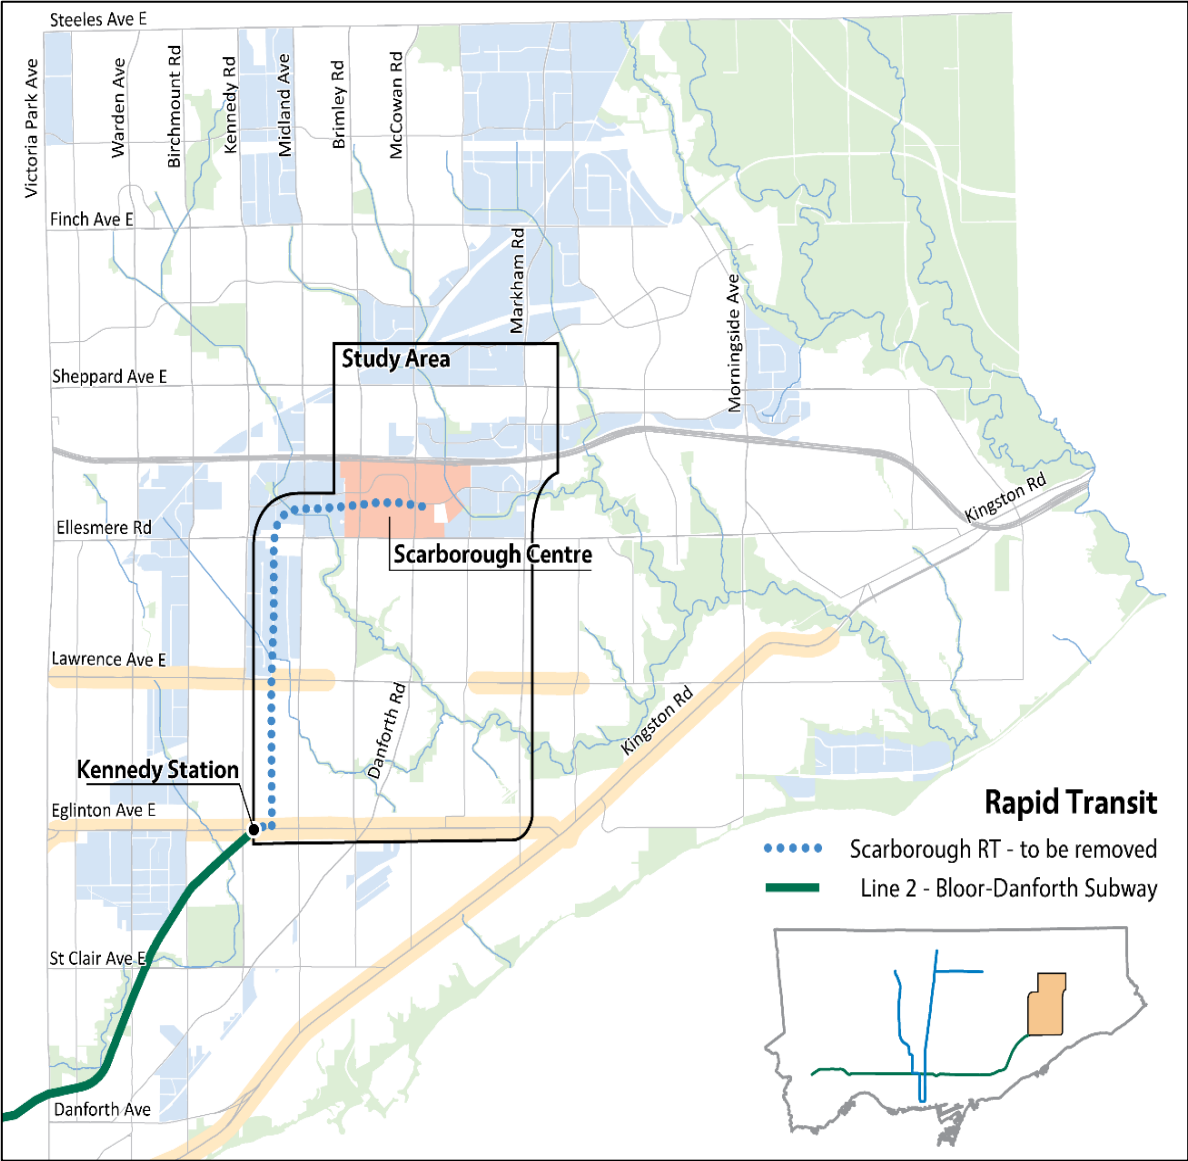 Steeles Ave E
Victoria Park Ave
Warden Ave
Birchmount Rd
Kennedy Rd
Midland Ave
Brimley Rd
McCowan Rd
Finch Ave E
Markham Rd
Morningside Ave
Study Area
Sheppard Ave E
Kingston Rd
Ellesmere Rd
Scarborough Centre
Lawrence Ave E
Danforth Rd
Kingston Rd
Kennedy Station
Eglinton Ave E
Rapid Transit
Scarborough RT - to be removed
Line 2 - Bloor-Danforth Subway
St Clair Ave E
Danforth Ave